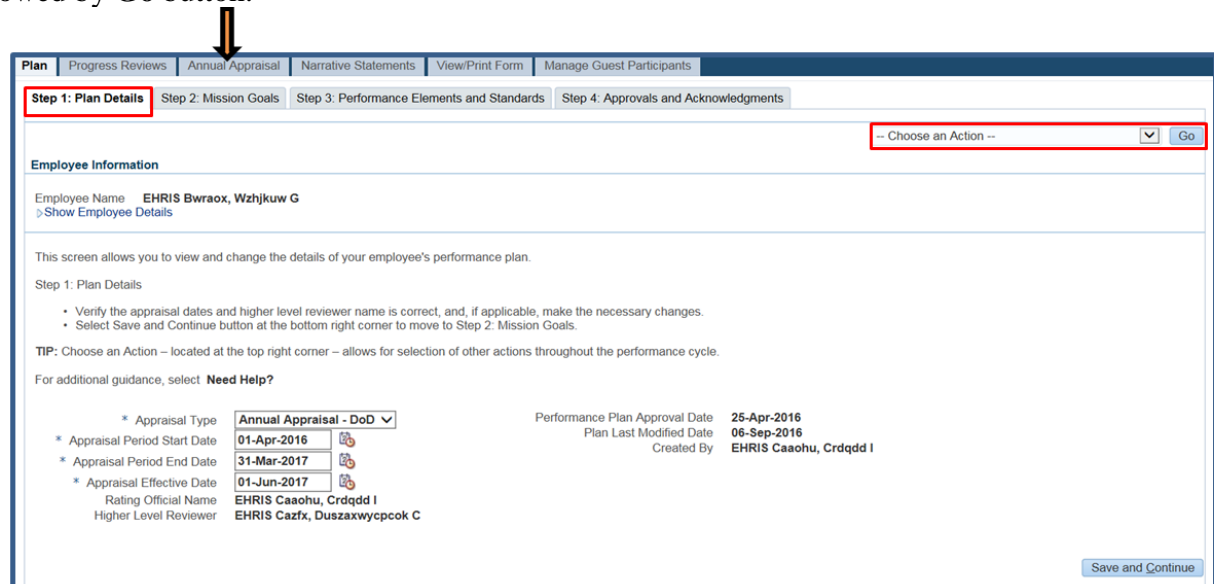 by Go button.
Plan Progress Reviews Annual Appraisal Narrative Statements View/Print Form Manage Guest Participants
Step 1: Plan Details Step 2: Mission Goals Step 3: Performance Elements and Standards Step 4: Approvals and Acknowledgments
-- Choose an Action -- Go
Employee Information
Employee Name EHRIS Bwraox, Wzhjkuw G
Show Employee Details
This screen allows you to view and change the details of your employee's performance plan.
Step 1: Plan Details
• Verify the appraisal dates and higher level reviewer name is correct, and, if applicable, make the necessary changes.
• Select Save and Continue button at the bottom right corner to move to Step 2: Mission Goals.
TIP: Choose an Action – located at the top right corner – allows for selection of other actions throughout the performance cycle.
For additional guidance, select Need Help?
* Appraisal Type Annual Appraisal - DoD
* Appraisal Period Start Date 01-Apr-2016
* Appraisal Period End Date 31-Mar-2017
* Appraisal Effective Date 01-Jun-2017
Rating Official Name EHRIS Caaohu, Crdqdd I
Higher Level Reviewer EHRIS Cazfx, Duszaxwycpcok C
Performance Plan Approval Date 25-Apr-2016
Plan Last Modified Date 06-Sep-2016
Created By EHRIS Caaohu, Crdqdd I
Save and Continue